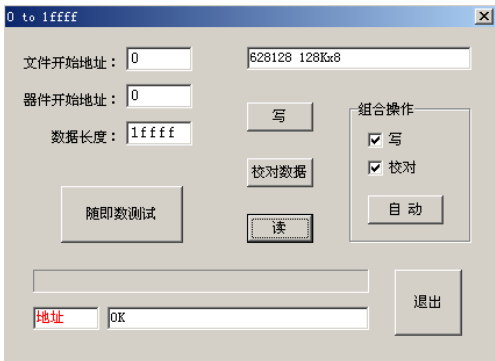 0 to 1ffff
文件开始地址： 0
628128 128Kx8
器件开始地址： 0
写
组合操作
数据长度： 1ffff
写
校对数据
校对
随即数测试
自 动
读
退出
地址
OK